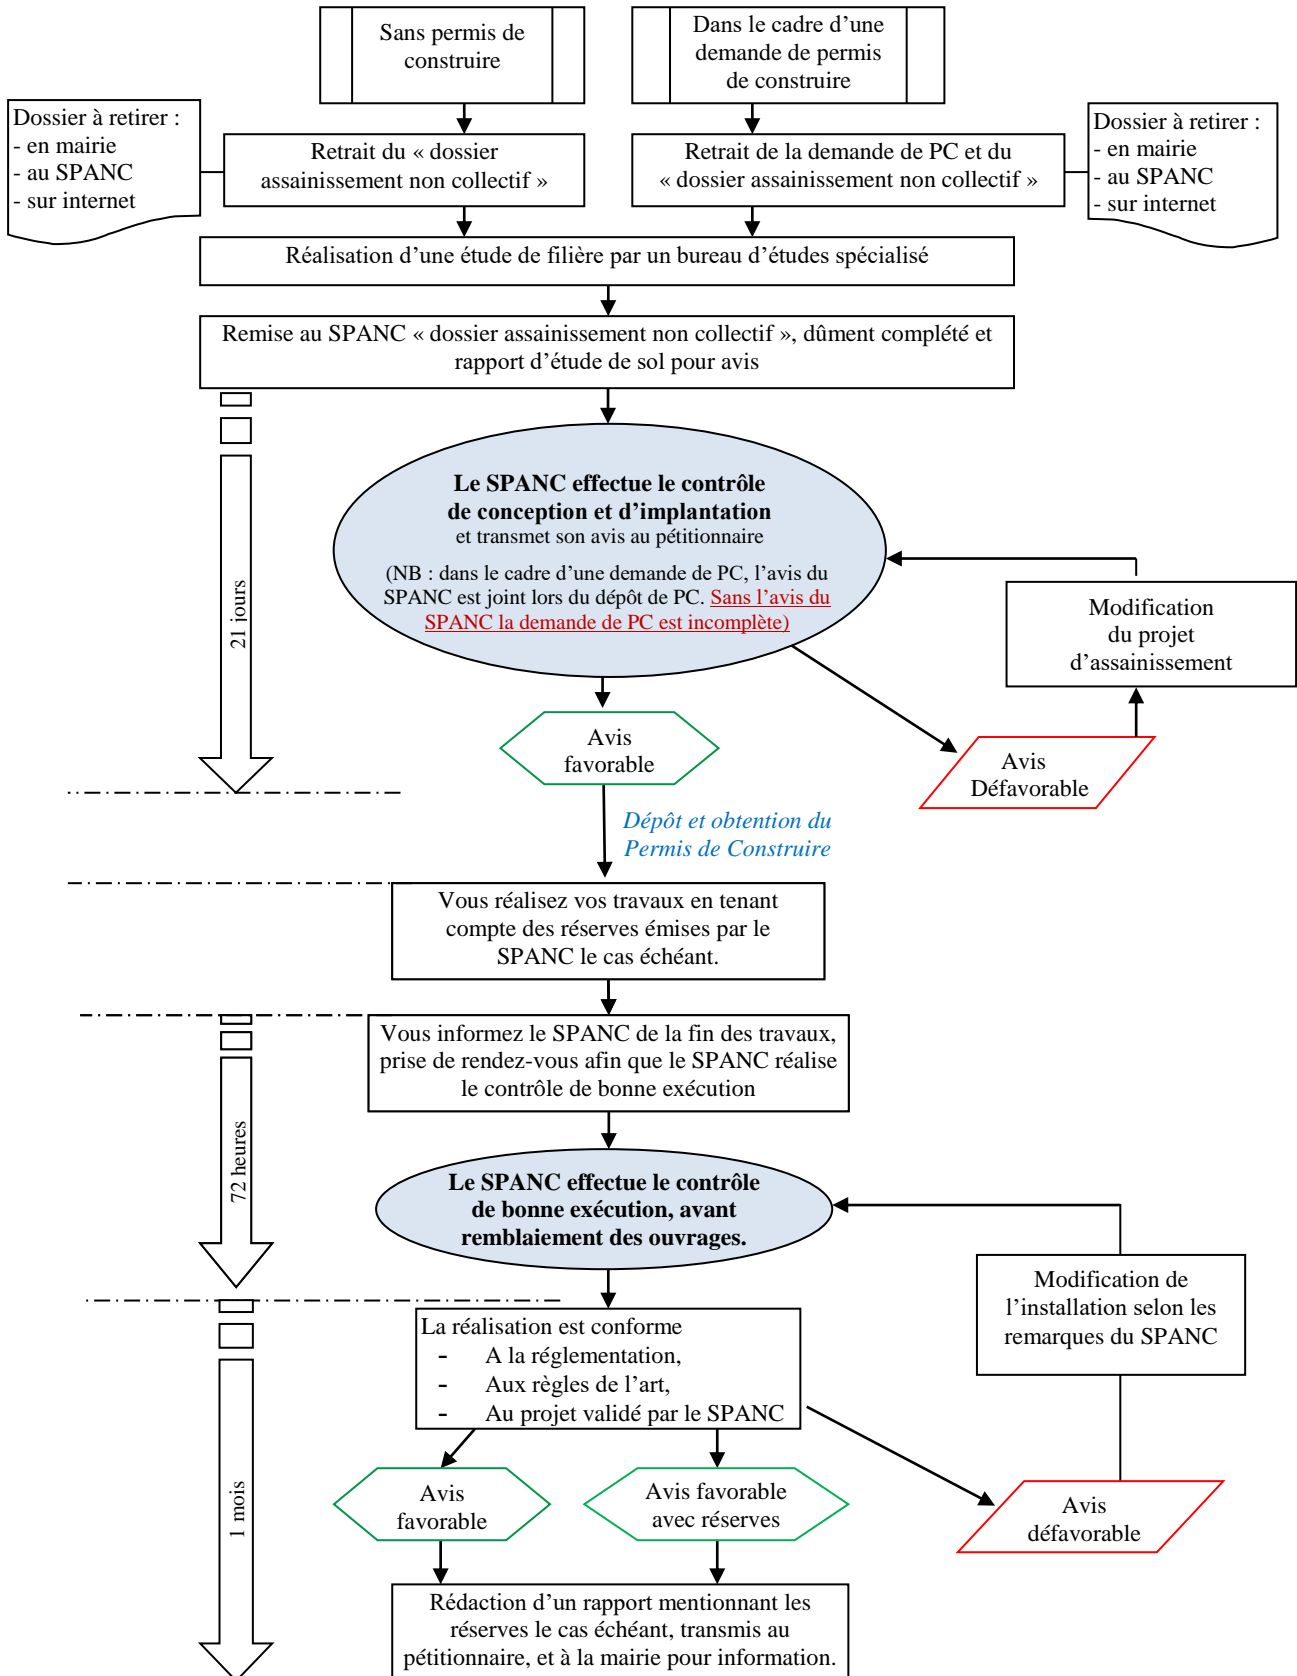 Sans permis de
construire
Dans le cadre d’une
demande de permis
de construire
Dossier à retirer :
- en mairie
- au SPANC
- sur internet
Retrait du « dossier
assainissement non collectif »
Retrait de la demande de PC et du
« dossier assainissement non collectif »
Dossier à retirer :
- en mairie
- au SPANC
- sur internet
Réalisation d’une étude de filière par un bureau d’études spécialisé
Remise au SPANC « dossier assainissement non collectif », dûment complété et
rapport d’étude de sol pour avis
21 jours
Le SPANC effectue le contrôle
de conception et d’implantation
et transmet son avis au pétitionnaire
(NB : dans le cadre d’une demande de PC, l’avis du
SPANC est joint lors du dépôt de PC. Sans l’avis du
SPANC la demande de PC est incomplète)
Modification
du projet
d’assainissement
Avis
favorable
Avis
Défavorable
Dépôt et obtention du
Permis de Construire
Vous réalisez vos travaux en tenant
compte des réserves émises par le
SPANC le cas échéant.
Vous informez le SPANC de la fin des travaux,
prise de rendez-vous afin que le SPANC réalise
le contrôle de bonne exécution
72 heures
Le SPANC effectue le contrôle
de bonne exécution, avant
remblaiement des ouvrages.
Modification de
l’installation selon les
remarques du SPANC
La réalisation est conforme
- A la réglementation,
- Aux règles de l’art,
- Au projet validé par le SPANC
1 mois
Avis
favorable
Avis favorable
avec réserves
Avis
défavorable
Rédaction d’un rapport mentionnant les
réserves le cas échéant, transmis au
pétitionnaire, et à la mairie pour information.